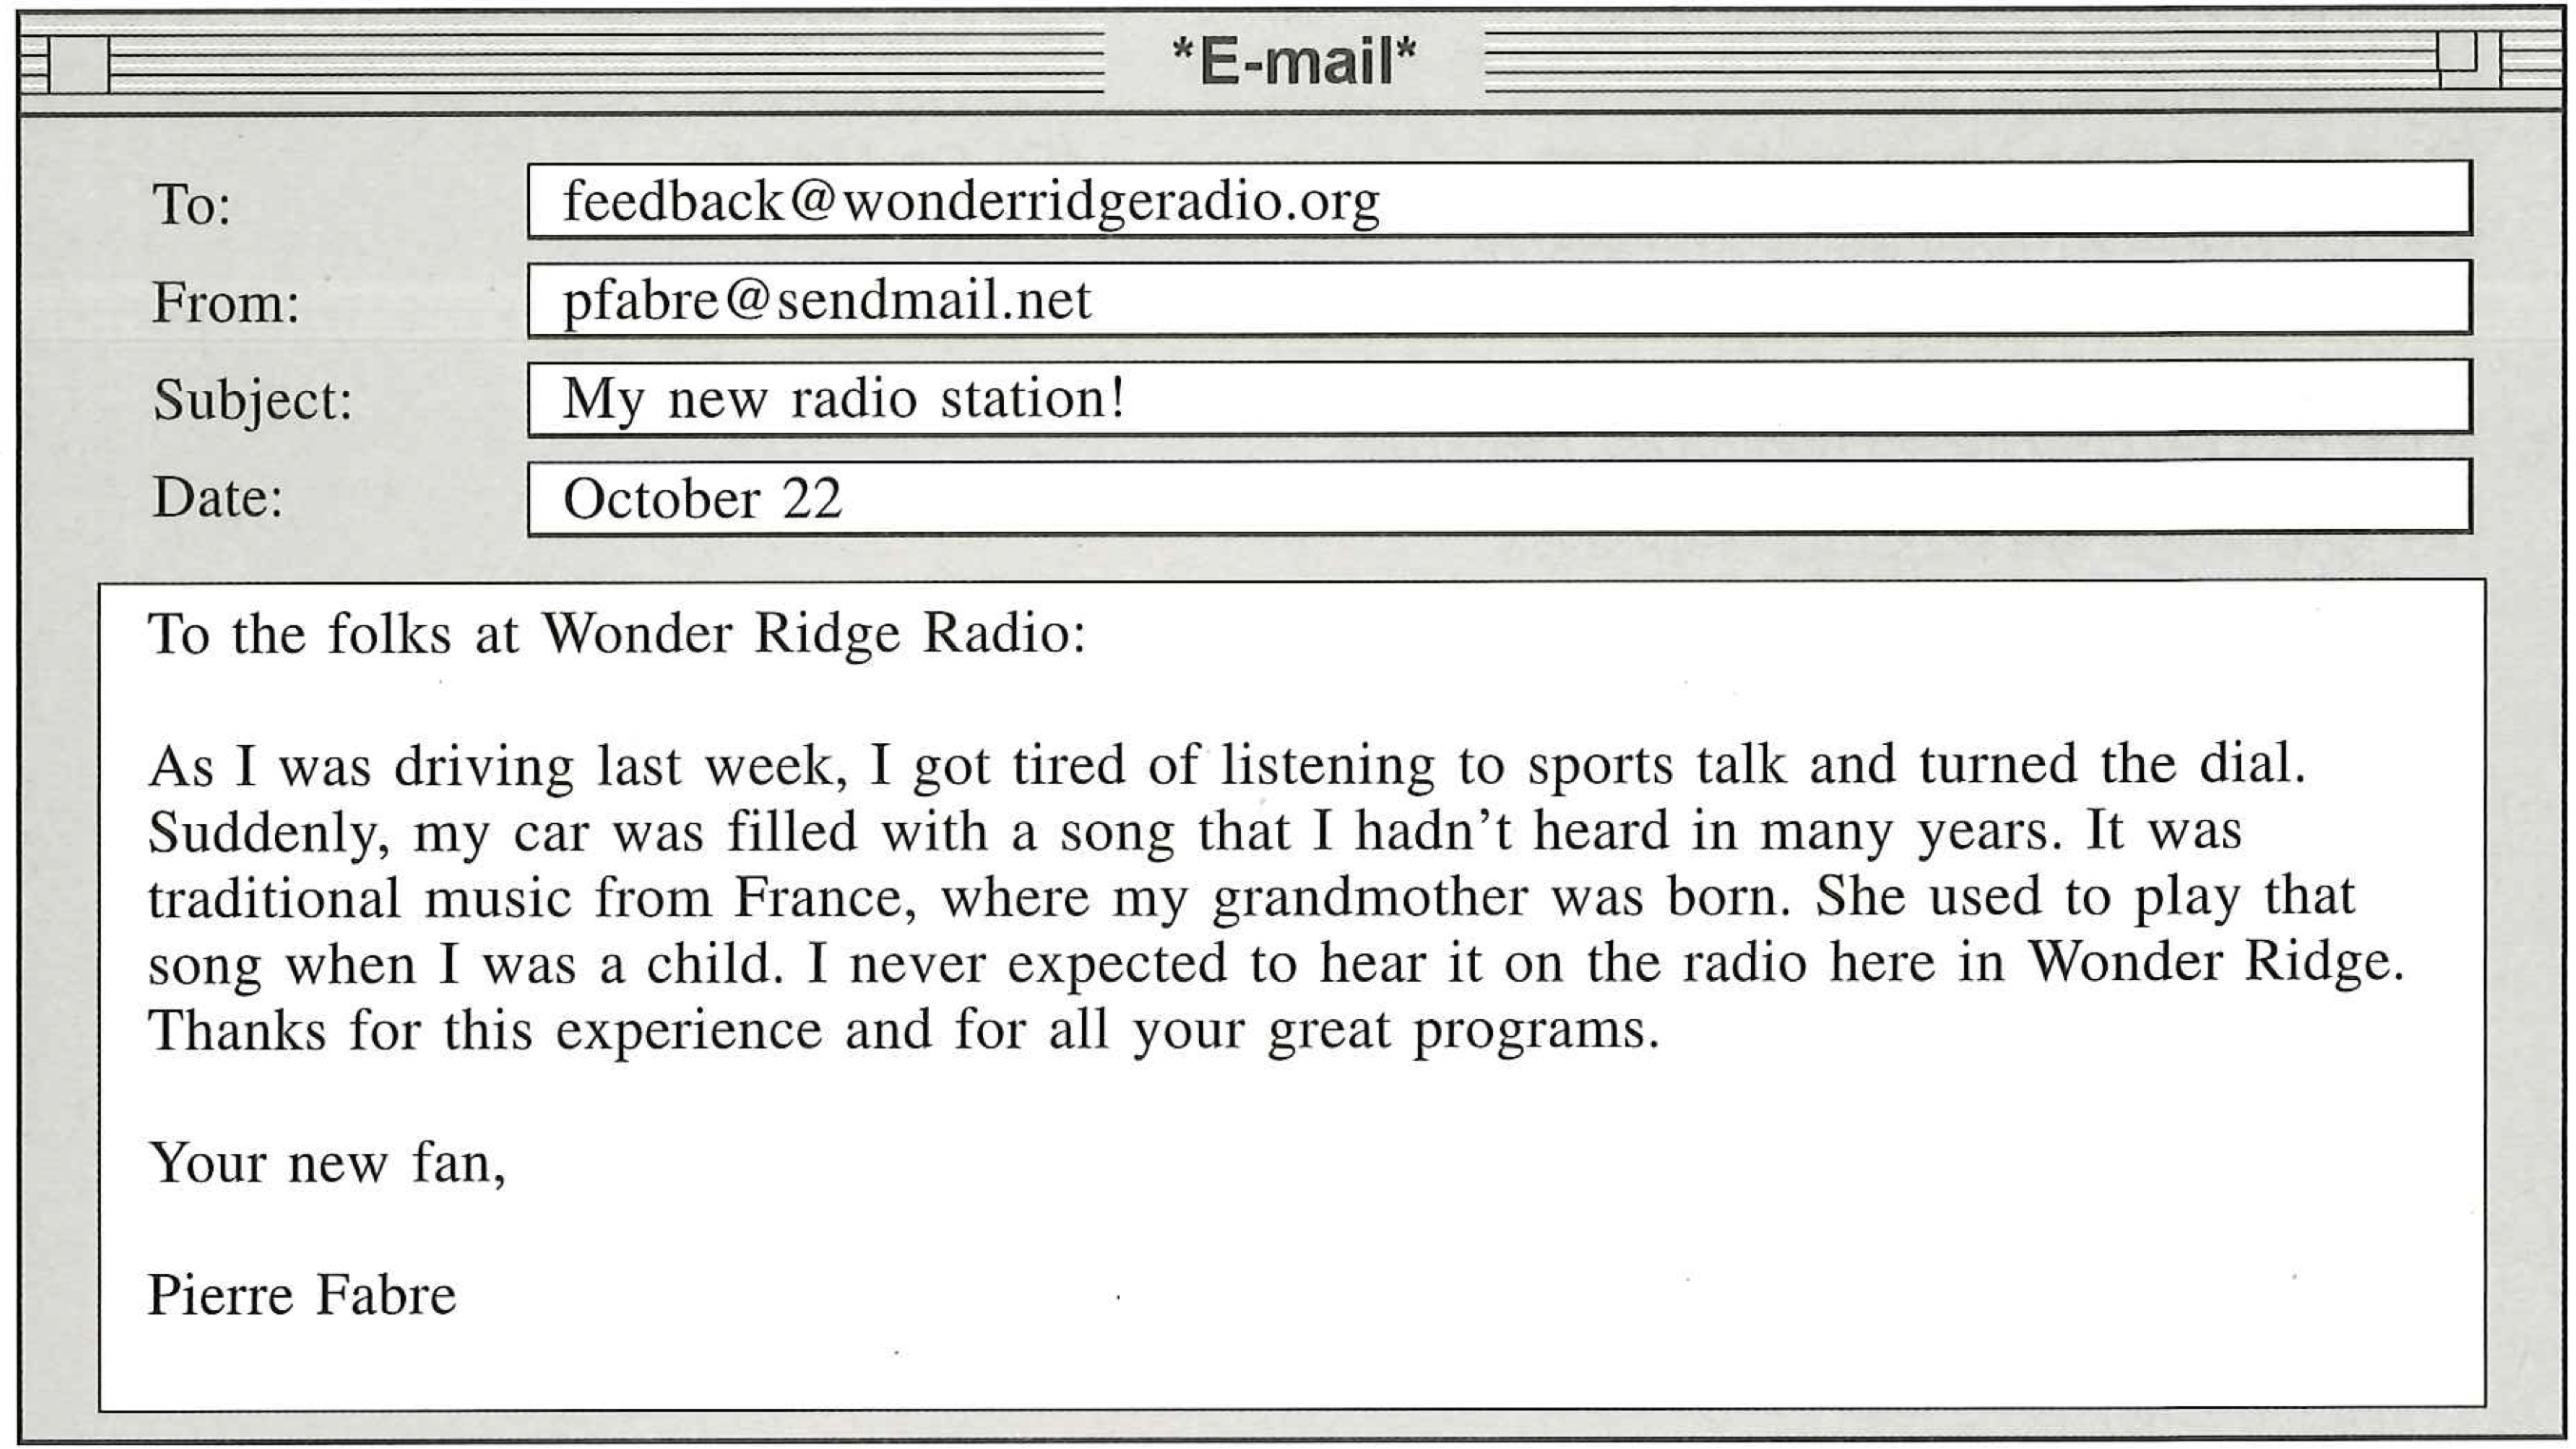 *E-mail*
To:
feedback@wonderridgeradio.org
From:
pfabre@sendmail.net
Subject:
My new radio station!
Date:
October 22
To the folks at Wonder Ridge Radio:
As I was driving last week, I got tired of listening to sports talk and turned the dial.
Suddenly, my car was filled with a song that I hadn't heard in many years. It was
traditional music from France, where my grandmother was born. She used to play that
song when I was a child. I never expected to hear it on the radio here in Wonder Ridge.
Thanks for this experience and for all your great programs.
Your new fan,
Pierre Fabre